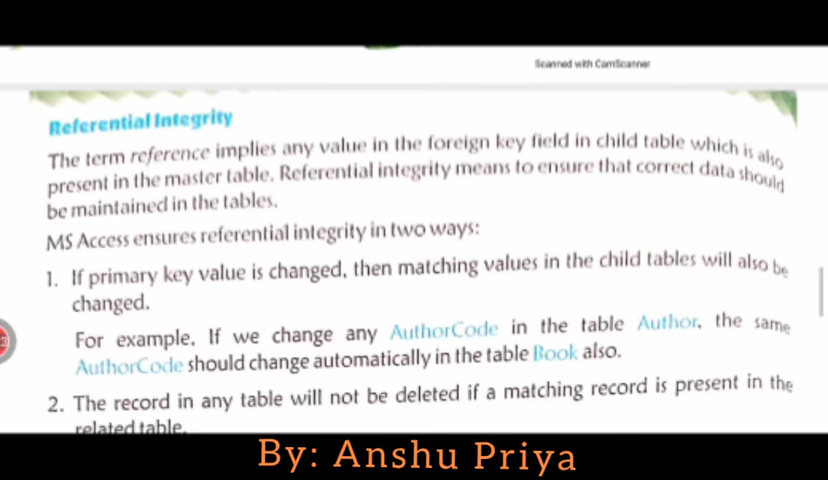 Scanned with CamScanner
Referential Integrity
The term reference implies any value in the foreign key field in child table which is also
present in the master table. Referential integrity means to ensure that correct data should
be maintained in the tables.
MS Access ensures referential integrity in two ways:
1. If primary key value is changed, then matching values in the child tables will also be
changed.
For example, If we change any AuthorCode in the table Author, the same
AuthorCode should change automatically in the table Book also.
2. The record in any table will not be deleted if a matching record is present in the
related table.
By: Anshu Priya